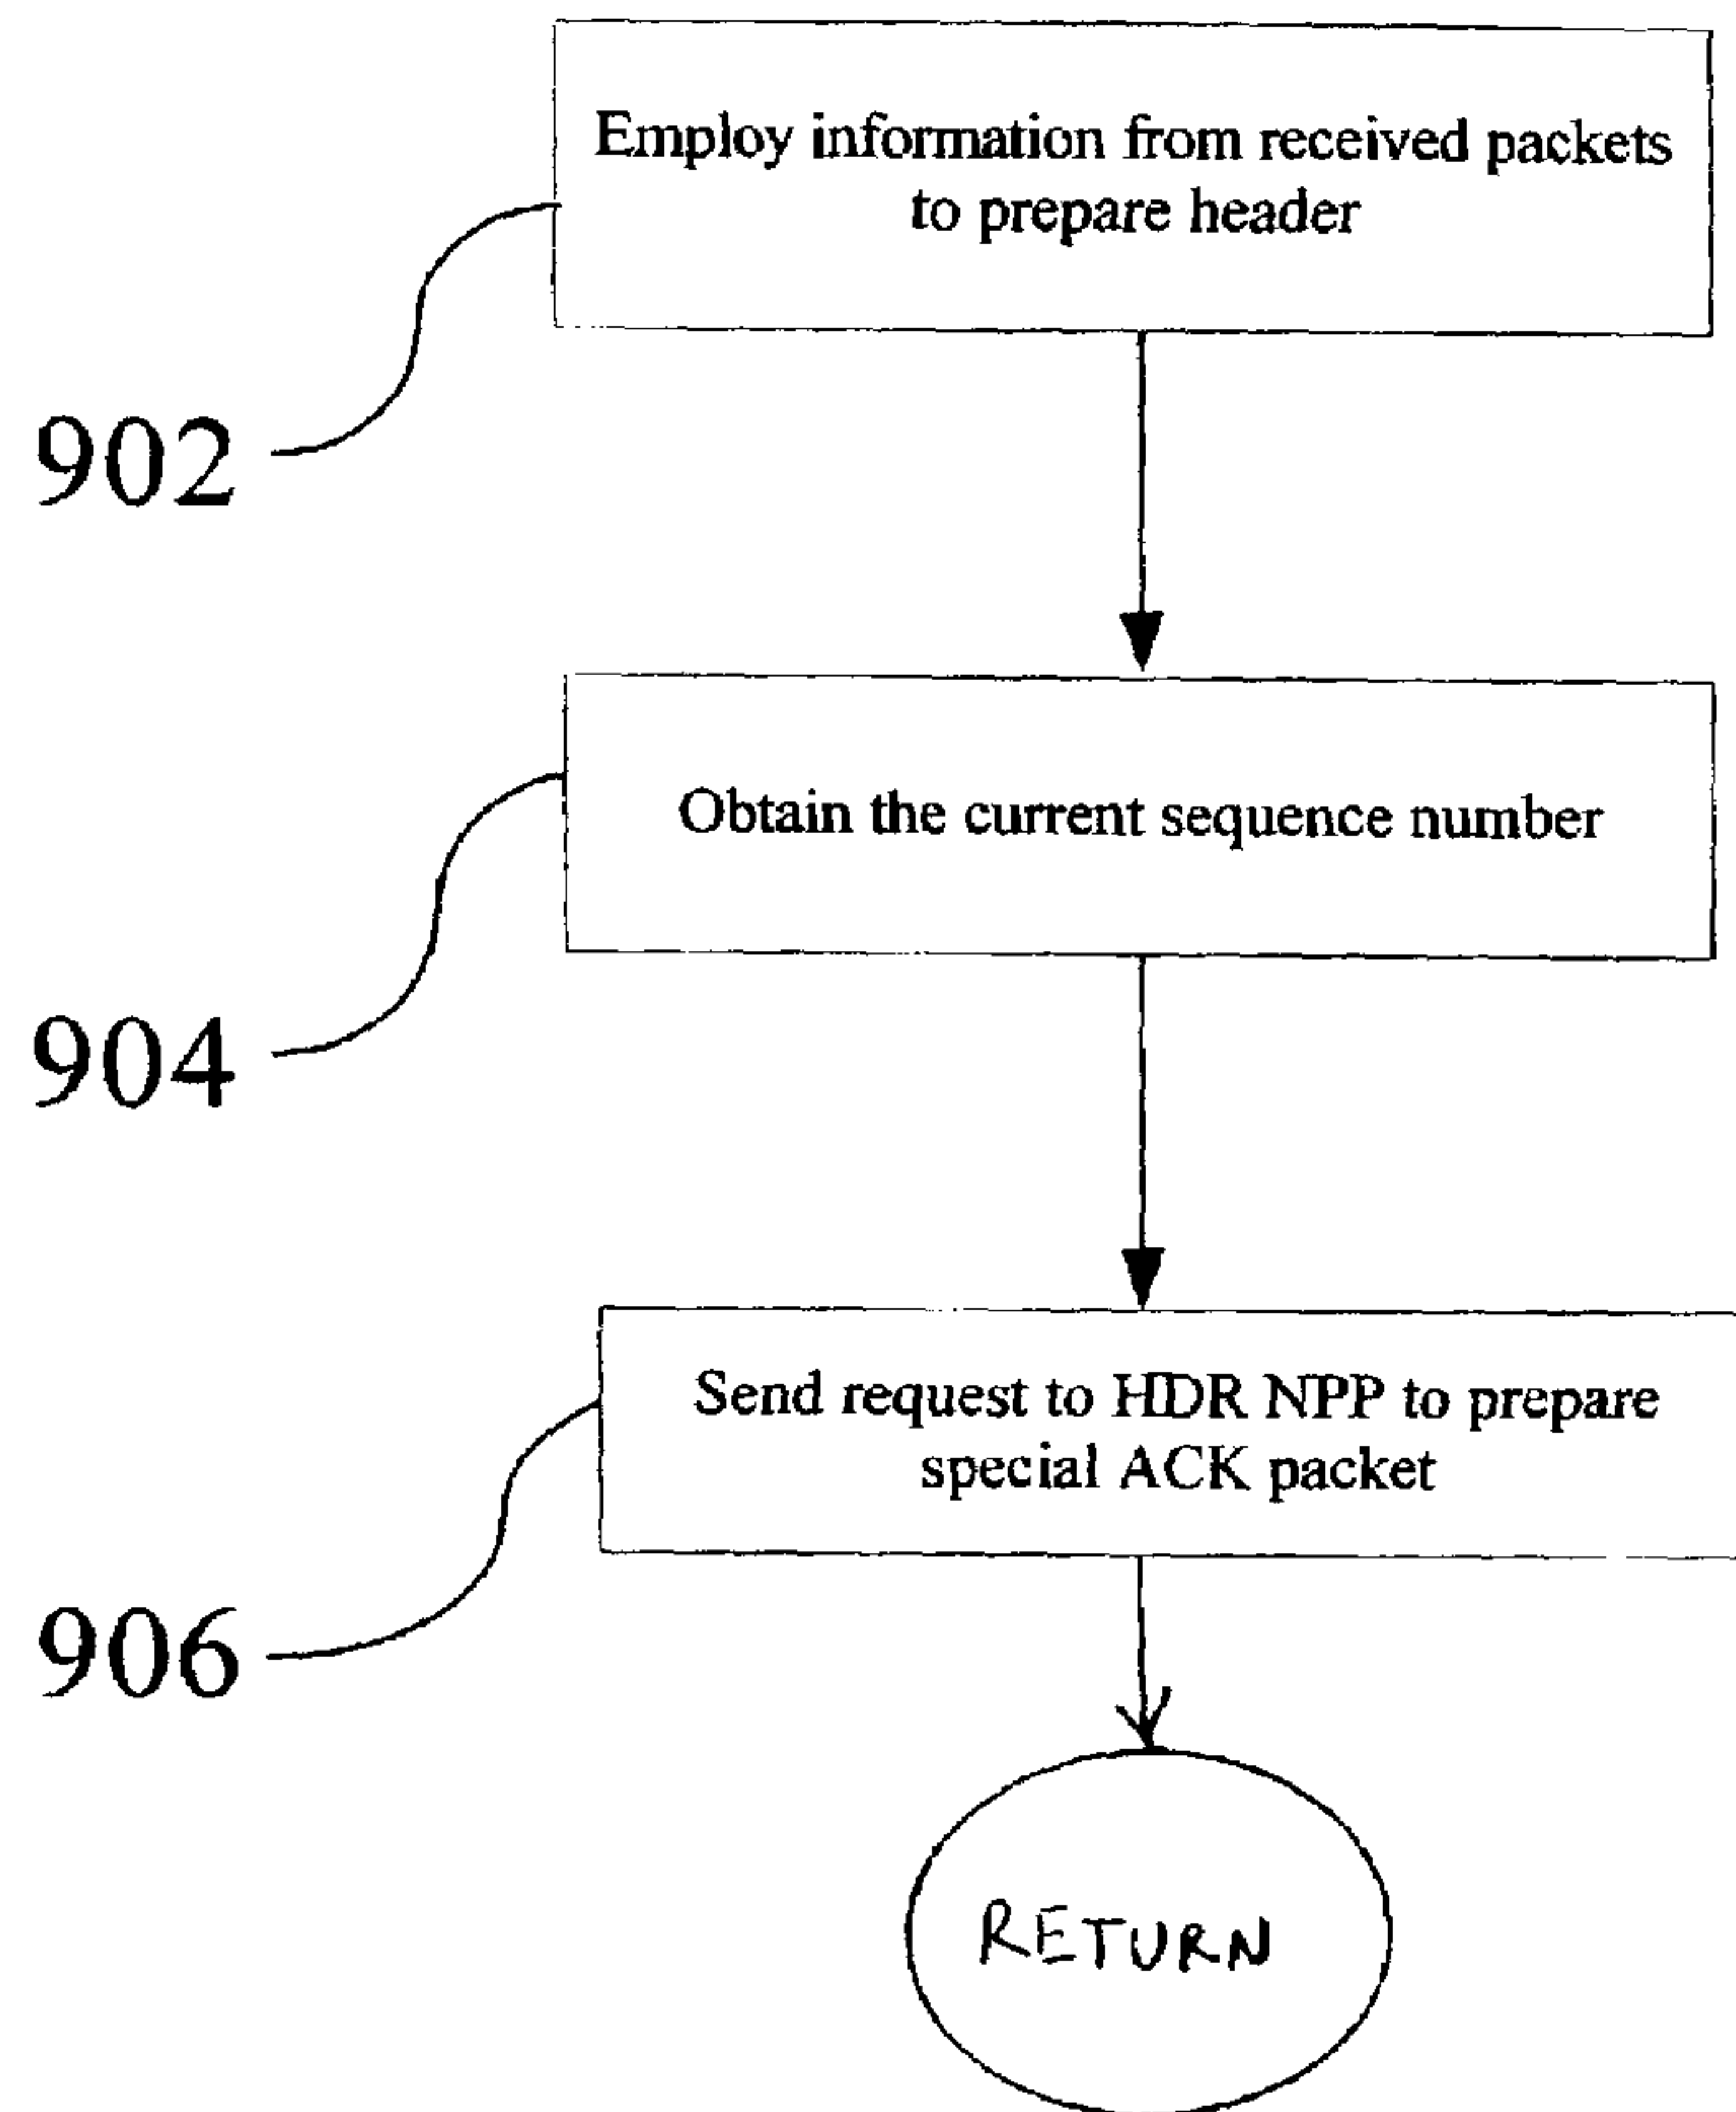 Employ information from received packets
to prepare header
902
Obtain the current sequence number
904
Send request to HDR NPP to prepare
special ACK packet
906
RETURN